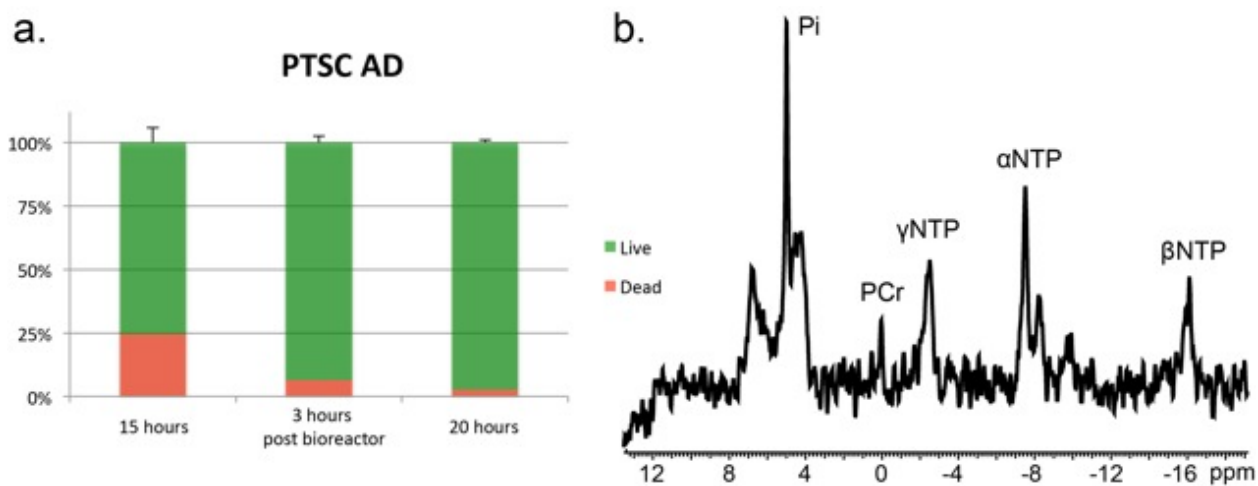 a.
PTSC AD
100%
75%
50%
25%
0%
15 hours
3 hours
post bioreactor
20 hours
Live
Dead
b.
Pi
PCr
γNTP
αNTP
βNTP
12 8 4 0 -4 -8 -12 -16 ppm